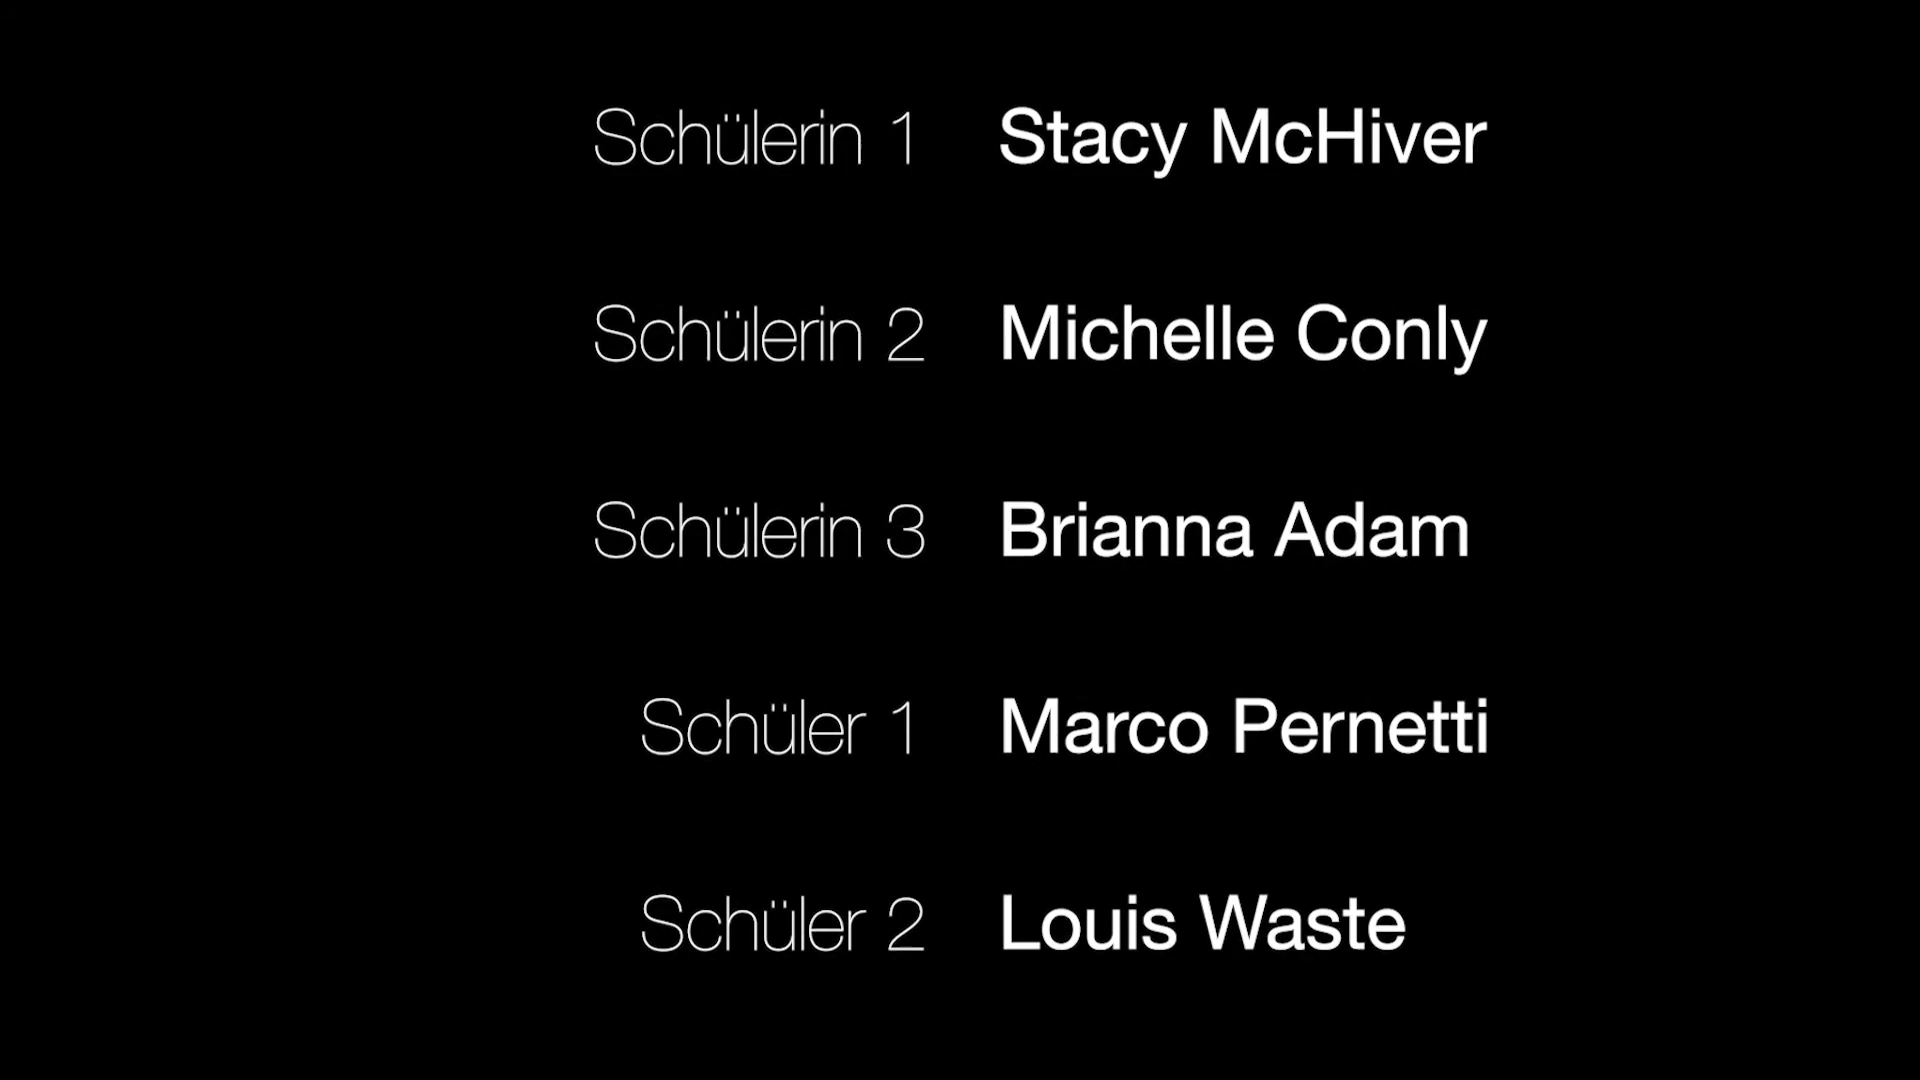 Schülerin 1 Stacy McHiver
Schülerin 2 Michelle Conly
Schülerin 3 Brianna Adam
Schüler 1 Marco Pernetti
Schüler 2 Louis Waste